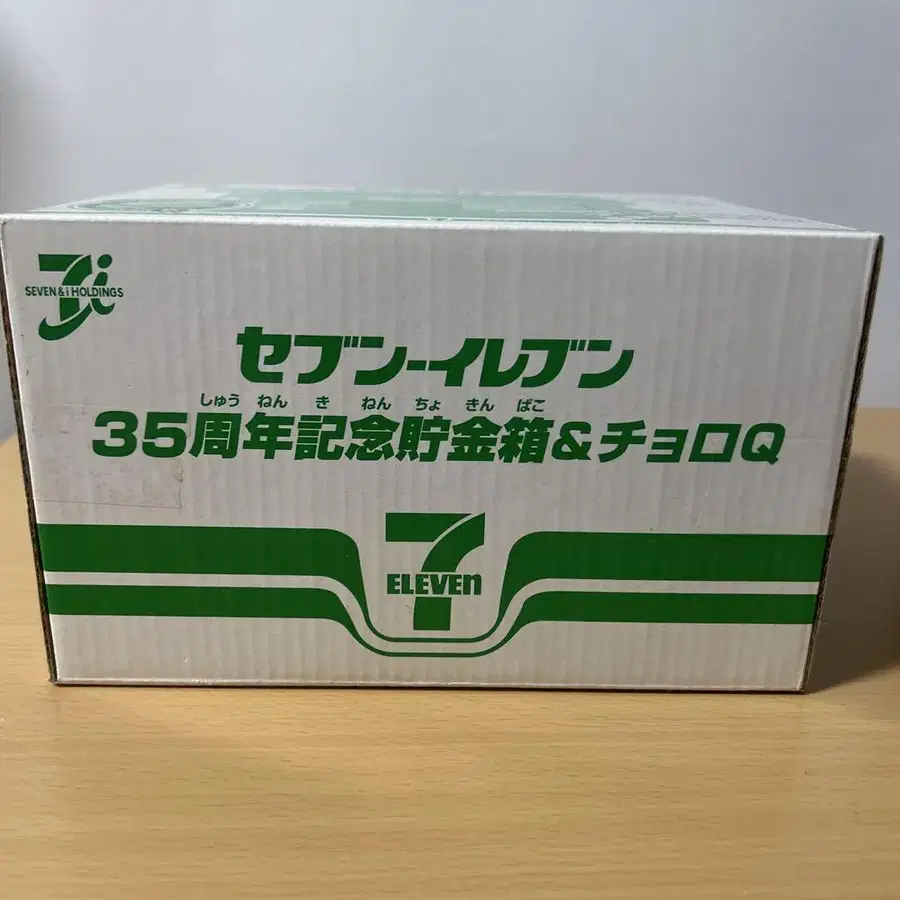 SEVEN & i HOLDINGS
セブン-イレブン
しゅう ねん き ねん ちょ きん ばこ
35周年記念貯金箱&チョロQ
7
ELEVEn